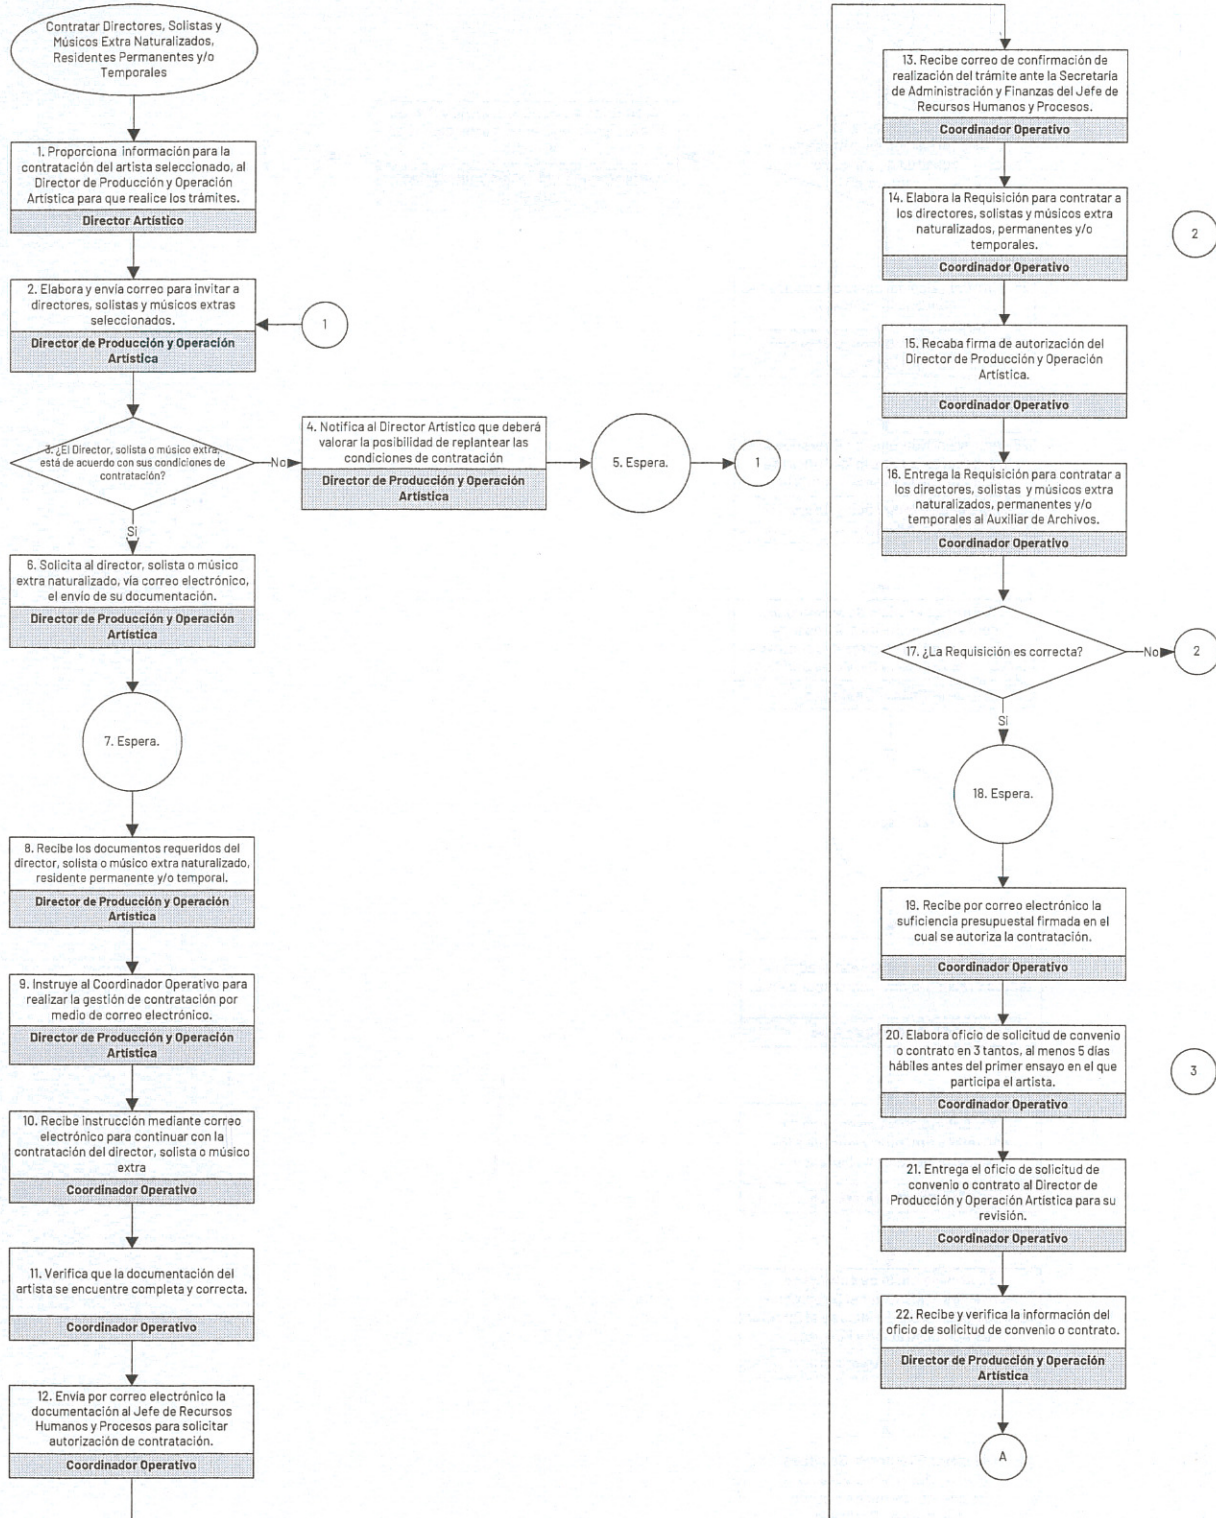 Contratar Directores, Solistas y
Músicos Extra Naturalizados,
Residentes Permanentes y/o
Temporales
1. Proporciona información para la
contratación del artista seleccionado, al
Director de Producción y Operación
Artística para que realice los trámites.
Director Artístico
2. Elabora y envía correo para invitar a
directores, solistas y músicos extras
seleccionados.
Director de Producción y Operación
Artística
1
3. ¿El Director, solista o músico extra,
está de acuerdo con sus condiciones de
contratación?
No
4. Notifica al Director Artístico que deberá
valorar la posibilidad de replantear las
condiciones de contratación
Director de Producción y Operación
Artística
5. Espera.
1
Si
6. Solicita al director, solista o músico
extra naturalizado, vía correo electrónico,
el envío de su documentación.
Director de Producción y Operación
Artística
7. Espera.
8. Recibe los documentos requeridos del
director, solista o músico extra naturalizado,
residente permanente y/o temporal.
Director de Producción y Operación
Artística
9. Instruye al Coordinador Operativo para
realizar la gestión de contratación por
medio de correo electrónico.
Director de Producción y Operación
Artística
10. Recibe instrucción mediante correo
electrónico para continuar con la
contratación del director, solista o músico
extra
Coordinador Operativo
11. Verifica que la documentación del
artista se encuentre completa y correcta.
Coordinador Operativo
12. Envía por correo electrónico la
documentación al Jefe de Recursos
Humanos y Procesos para solicitar
autorización de contratación.
Coordinador Operativo
13. Recibe correo de confirmación de
realización del trámite ante la Secretaría
de Administración y Finanzas del Jefe de
Recursos Humanos y Procesos.
Coordinador Operativo
14. Elabora la Requisición para contratar a
los directores, solistas y músicos extra
naturalizados, permanentes y/o
temporales.
Coordinador Operativo
2
15. Recaba firma de autorización del
Director de Producción y Operación
Artística.
Coordinador Operativo
16. Entrega la Requisición para contratar a
los directores, solistas y músicos extra
naturalizados, permanentes y/o
temporales al Auxiliar de Archivos.
Coordinador Operativo
17. ¿La Requisición es correcta?
No
2
Si
18. Espera.
19. Recibe por correo electrónico la
suficiencia presupuestal firmada en el
cual se autoriza la contratación.
Coordinador Operativo
20. Elabora oficio de solicitud de convenio
o contrato en 3 tantos, al menos 5 días
hábiles antes del primer ensayo en el que
participa el artista.
Coordinador Operativo
3
21. Entrega el oficio de solicitud de
convenio o contrato al Director de
Producción y Operación Artística para su
revisión.
Coordinador Operativo
22. Recibe y verifica la información del
oficio de solicitud de convenio o contrato.
Director de Producción y Operación
Artística
A